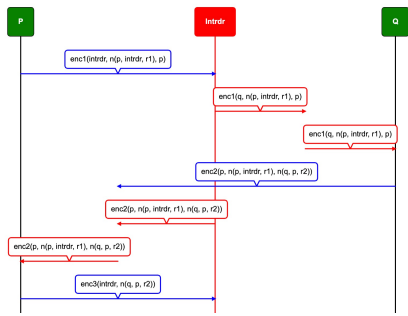 P
Intrdr
Q
enc1(intrdr, n(p, intrdr, r1), p)
enc1(q, n(p, intrdr, r1), p)
enc1(q, n(p, intrdr, r1), p)
enc2(p, n(p, intrdr, r1), n(q, p, r2))
enc2(p, n(p, intrdr, r1), n(q, p, r2))
enc2(p, n(p, intrdr, r1), n(q, p, r2))
enc3(intrdr, n(q, p, r2))